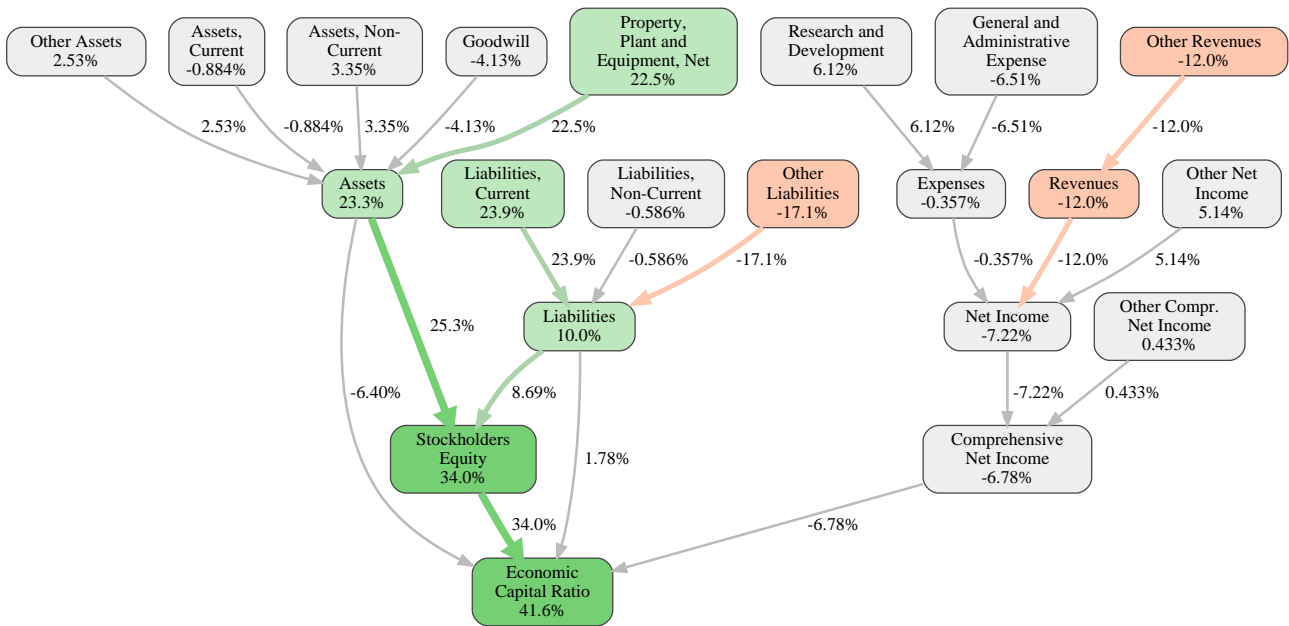 Other Assets
2.53%
Assets,
Current
-0.884%
Assets, Non-
Current
3.35%
Goodwill
-4.13%
Property,
Plant and
Equipment, Net
22.5%
Research and
Development
6.12%
General and
Administrative
Expense
-6.51%
Other Revenues
-12.0%
2.53%
-0.884%
3.35%
-4.13%
22.5%
6.12%
-6.51%
-12.0%
Assets
23.3%
Liabilities,
Current
23.9%
Liabilities,
Non-Current
-0.586%
Other
Liabilities
-17.1%
Expenses
-0.357%
Revenues
-12.0%
Other Net
Income
5.14%
23.9%
-0.586%
-17.1%
-0.357%
-12.0%
5.14%
25.3%
Liabilities
10.0%
Net Income
-7.22%
Other Compr.
Net Income
0.433%
-6.40%
8.69%
-7.22%
0.433%
Stockholders
Equity
34.0%
1.78%
Comprehensive
Net Income
-6.78%
34.0%
-6.78%
Economic
Capital Ratio
41.6%